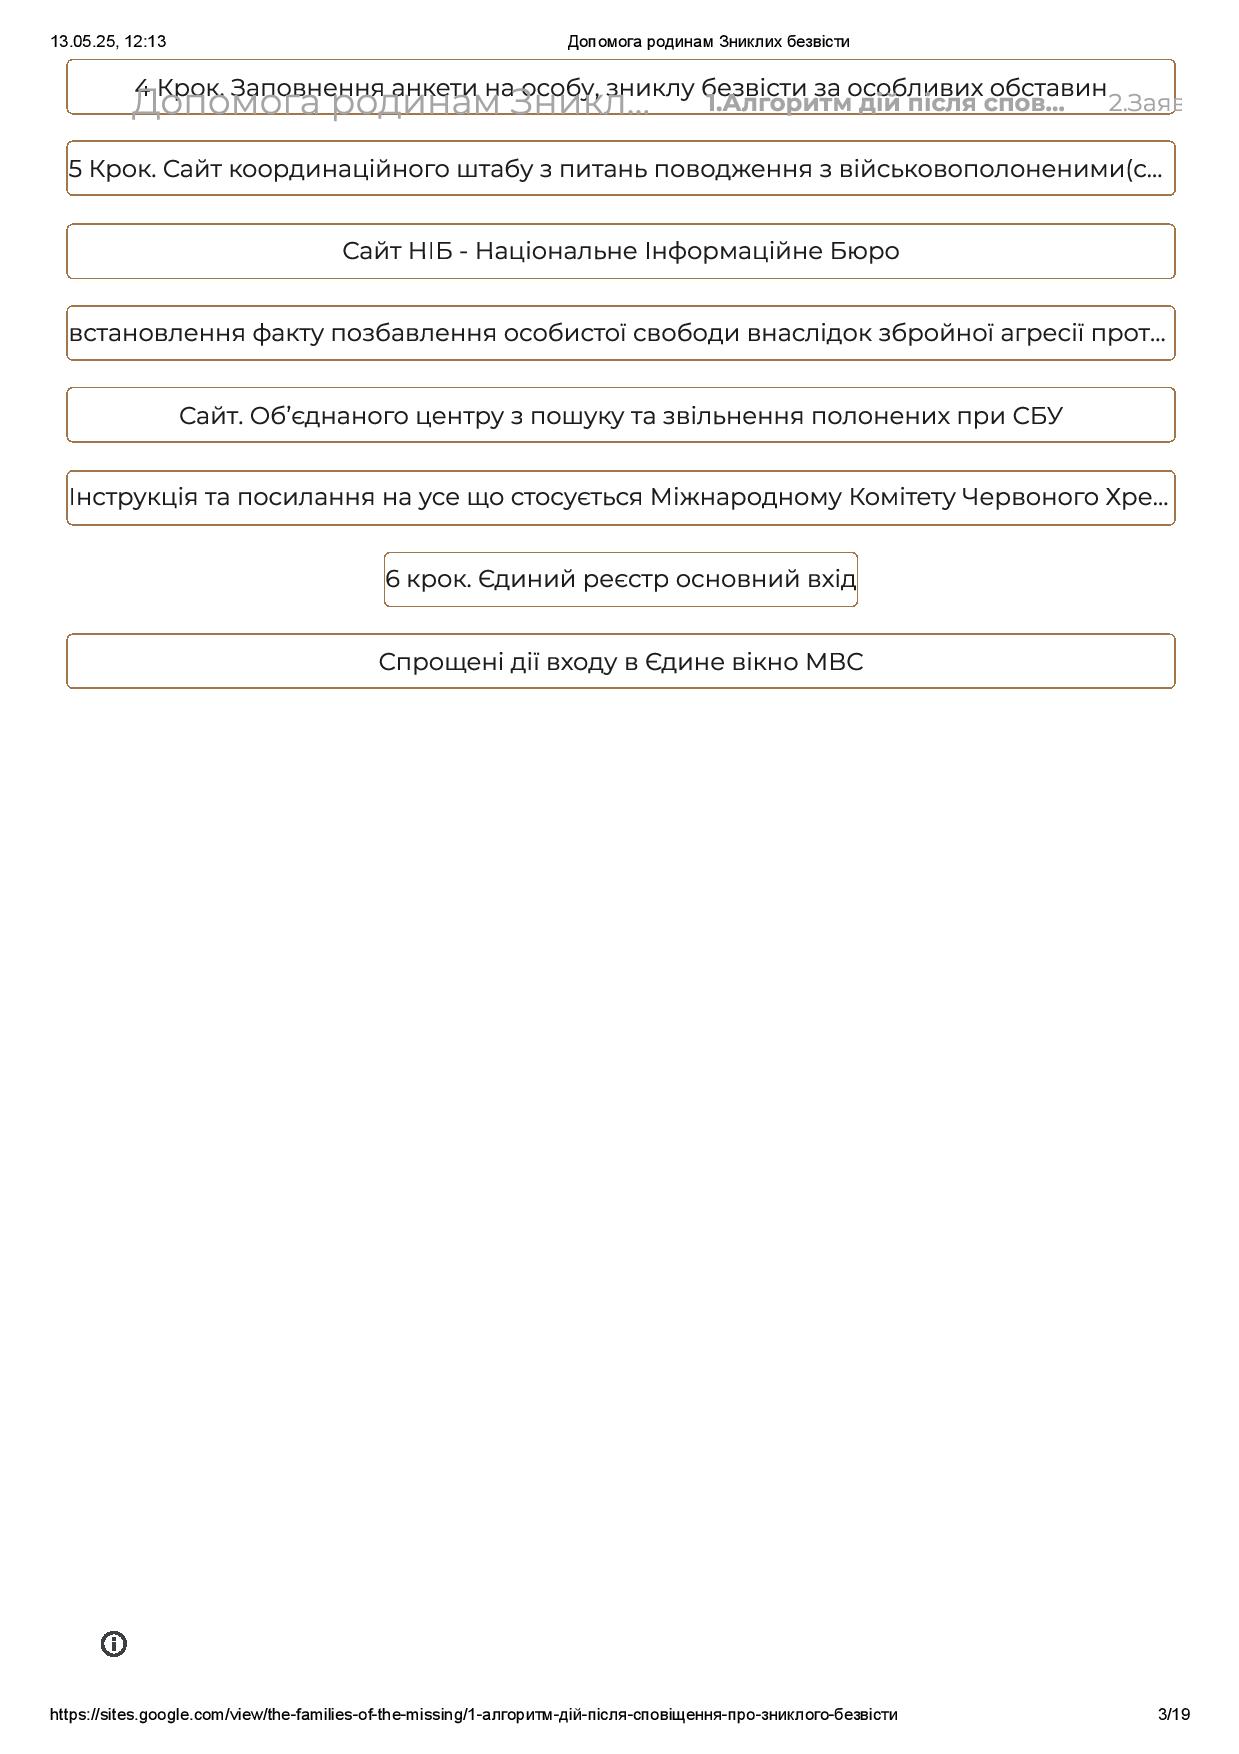 13.05.25, 12:13 Допомога родинам Зниклих безвісти
4 Крок. Заповнення анкети на особу, зниклу безвісти за особливих обставин
Допомога родинам Зникл... 1.Алгоритм дій після спов... 2.Заяв
5 Крок. Сайт координаційного штабу з питань поводження з військовополоненими(с...
Сайт НІБ - Національне Інформаційне Бюро
встановлення факту позбавлення особистої свободи внаслідок збройної агресії прот...
Сайт. Об’єднаного центру з пошуку та звільнення полонених при СБУ
Інструкція та посилання на усе що стосується Міжнародному Комітету Червоного Хре...
6 крок. Єдиний реєстр основний вхід
Спрощені дії входу в Єдине вікно МВС
https://sites.google.com/view/the-families-of-the-missing/1-алгоритм-дій-після-сповіщення-про-зниклого-безвісти 3/19